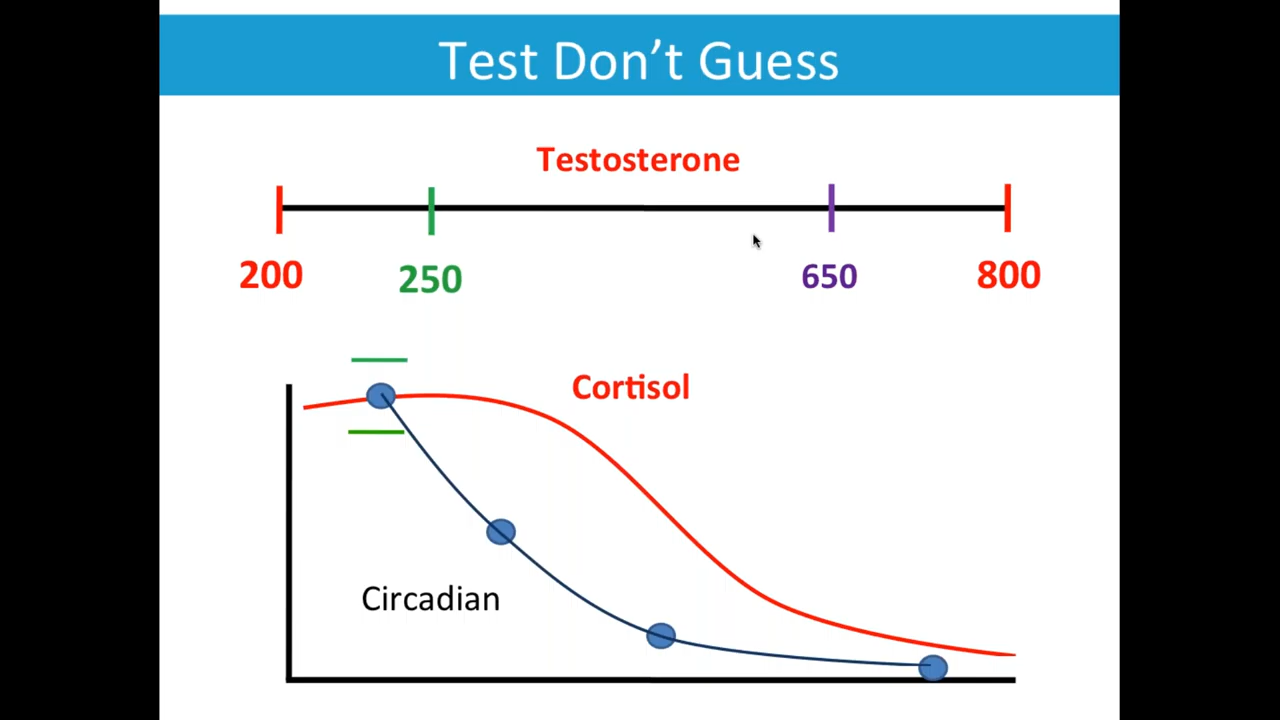 Test Don’t Guess
Testosterone
200
250
650
800
Cortisol
Circadian